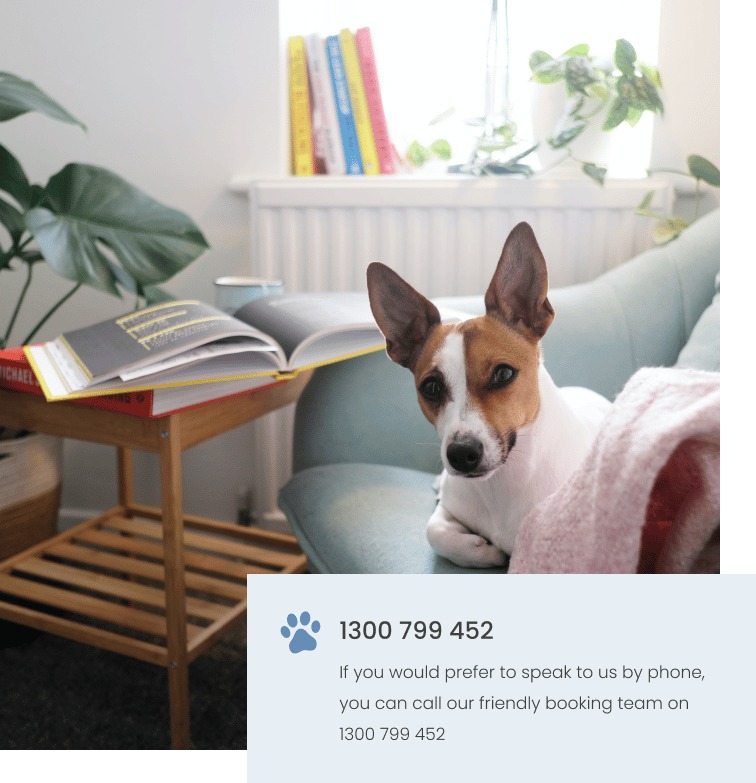 MICHAEL
1300 799 452
If you would prefer to speak to us by phone,
you can call our friendly booking team on
1300 799 452